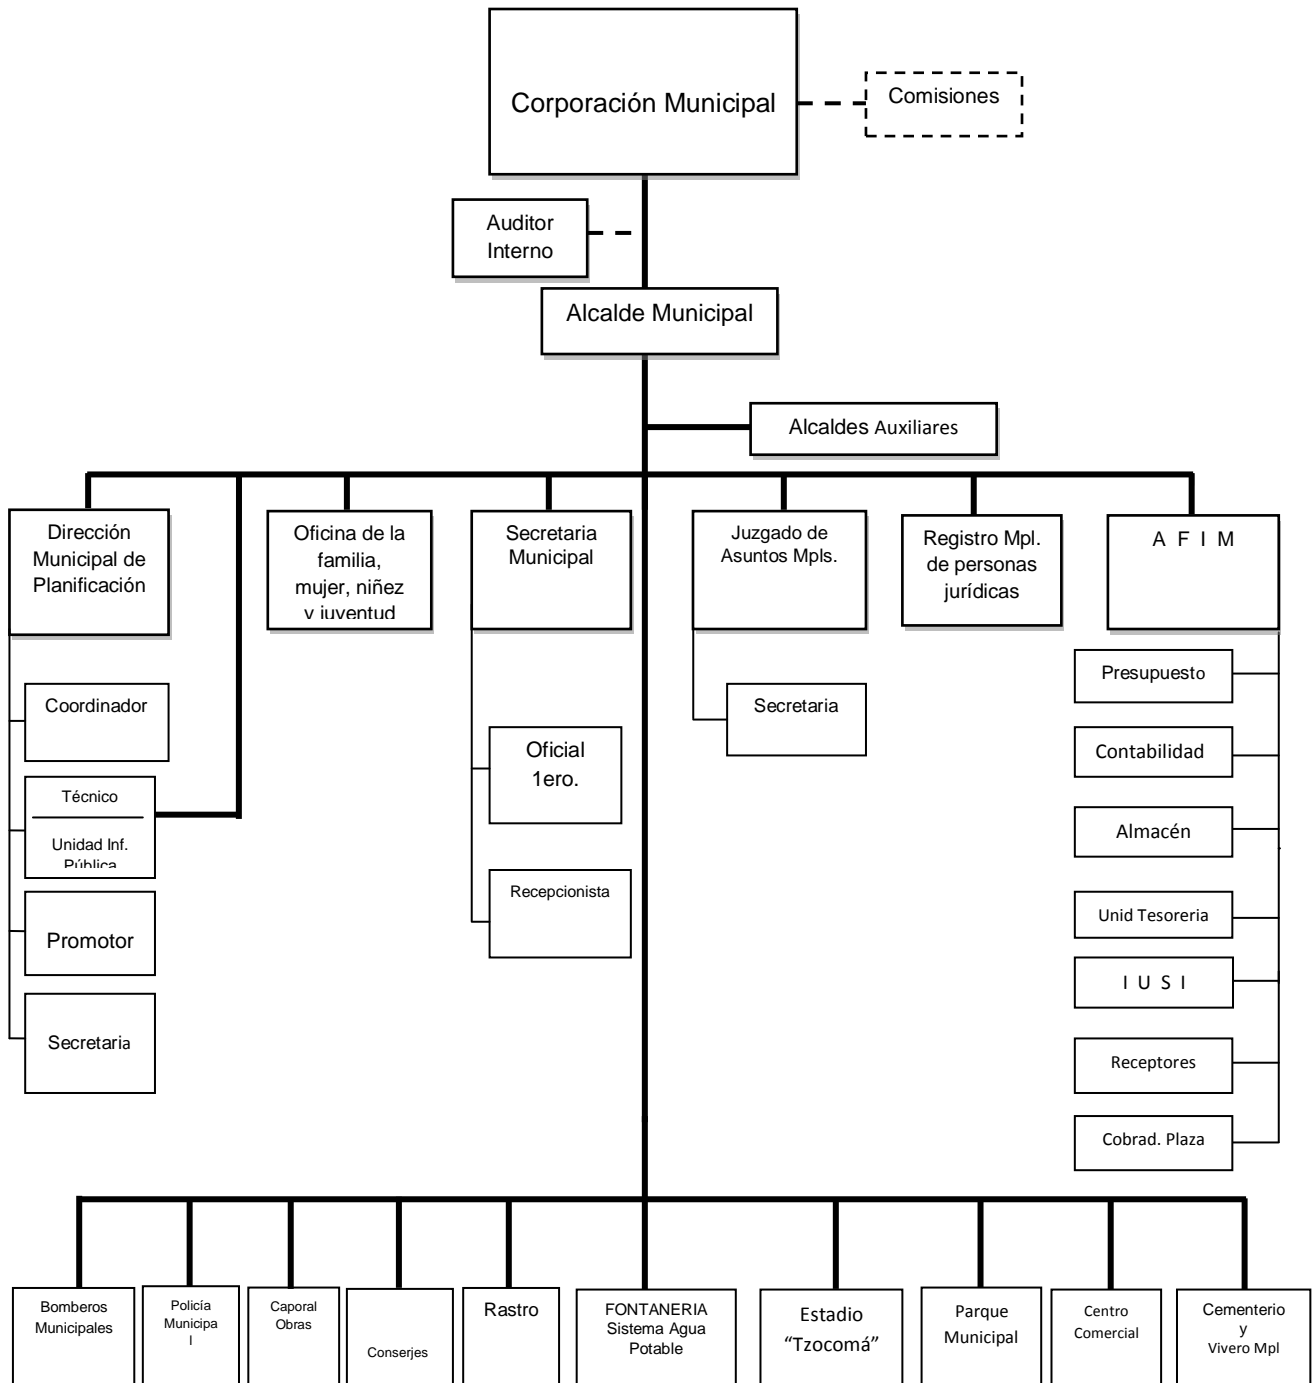 Corporación Municipal
Comisiones
Auditor
Interno
Alcalde Municipal
Alcaldes Auxiliares
Dirección
Municipal de
Planificación
Oficina de la
familia,
mujer, niñez
y juventud
Secretaria
Municipal
Juzgado de
Asuntos Mpls.
Registro Mpl.
de personas
jurídicas
A F I M
Coordinador
Técnico
Unidad Inf.
Pública
Promotor
Secretaria
Oficial
1ero.
Recepcionista
Secretaria
Presupuesto
Contabilidad
Almacén
Unid Tesoreria
I U S I
Receptores
Cobrad. Plaza
Bomberos
Municipales
Policía
Municipa
l
Caporal
Obras
Conserjes
Rastro
FONTANERIA
Sistema Agua
Potable
Estadio
“Tzocomá”
Parque
Municipal
Centro
Comercial
Cementerio
y
Vivero Mpl